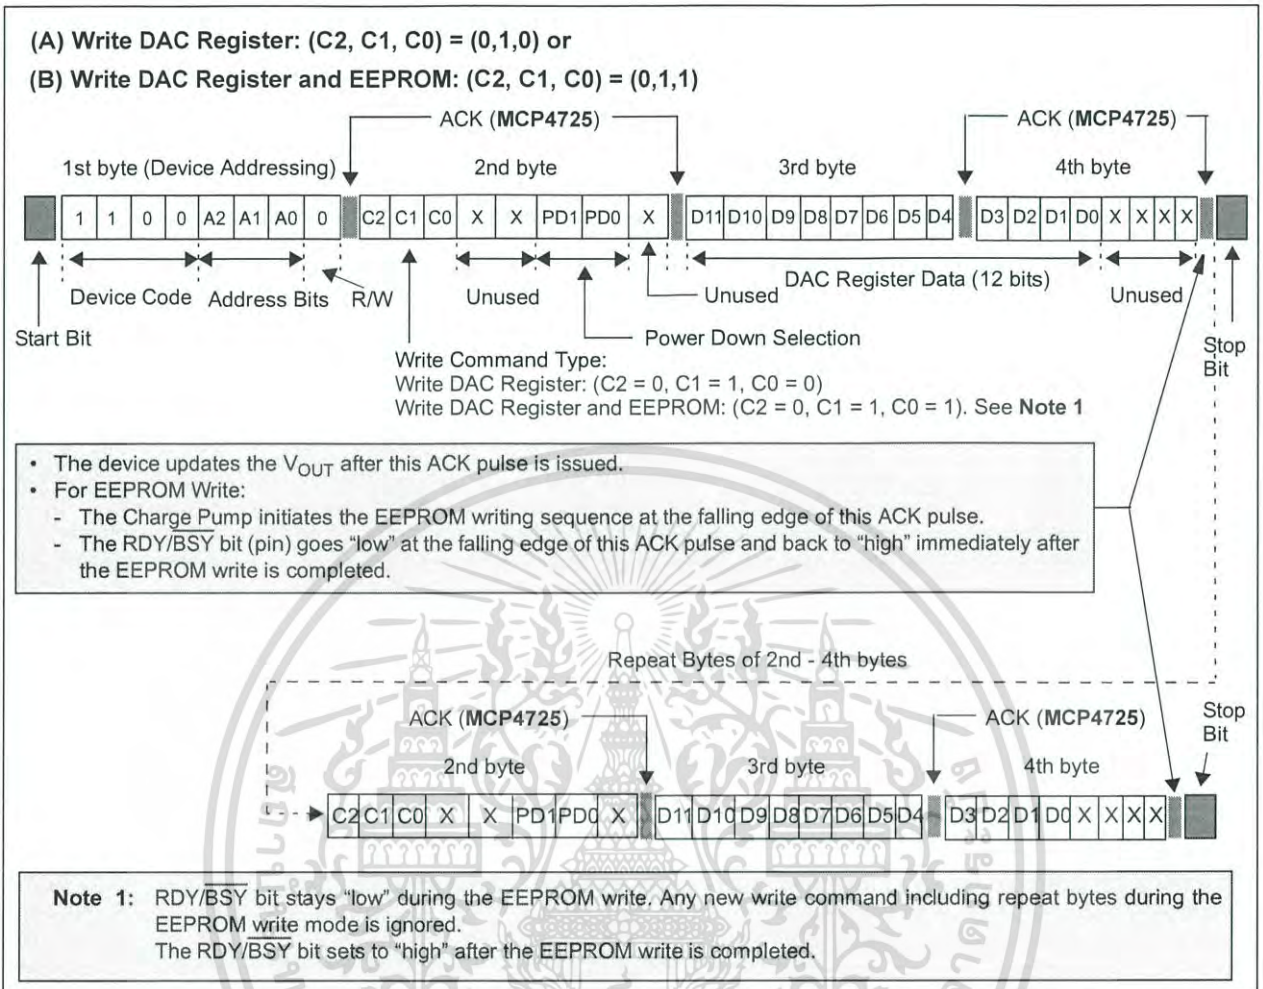 (A) Write DAC Register: (C2, C1, C0) = (0,1,0) or
(B) Write DAC Register and EEPROM: (C2, C1, C0) = (0,1,1)
ACK (MCP4725)
ACK (MCP4725)
1st byte (Device Addressing)
2nd byte
3rd byte
4th byte
1 1 0 0 A2 A1 A0 0
C2 C1 C0 X X PD1 PD0 X
D11 D10 D9 D8 D7 D6 D5 D4
D3 D2 D1 D0 X X X X
Device Code
Address Bits
R/W
Unused
Unused
DAC Register Data (12 bits)
Unused
Start Bit
Power Down Selection
Stop
Bit
Write Command Type:
Write DAC Register: (C2 = 0, C1 = 1, C0 = 0)
Write DAC Register and EEPROM: (C2 = 0, C1 = 1, C0 = 1). See Note 1
• The device updates the VOUT after this ACK pulse is issued.
• For EEPROM Write:
- The Charge Pump initiates the EEPROM writing sequence at the falling edge of this ACK pulse.
- The RDY/BSY bit (pin) goes "low" at the falling edge of this ACK pulse and back to "high" immediately after
the EEPROM write is completed.
Repeat Bytes of 2nd - 4th bytes
ACK (MCP4725)
ACK (MCP4725)
Stop
Bit
2nd byte
3rd byte
4th byte
C2 C1 C0 X X PD1 PD0 X
D11 D10 D9 D8 D7 D6 D5 D4
D3 D2 D1 D0 X X X X
Note 1: RDY/BSY bit stays "low" during the EEPROM write. Any new write command including repeat bytes during the
EEPROM write mode is ignored.
The RDY/BSY bit sets to "high" after the EEPROM write is completed.